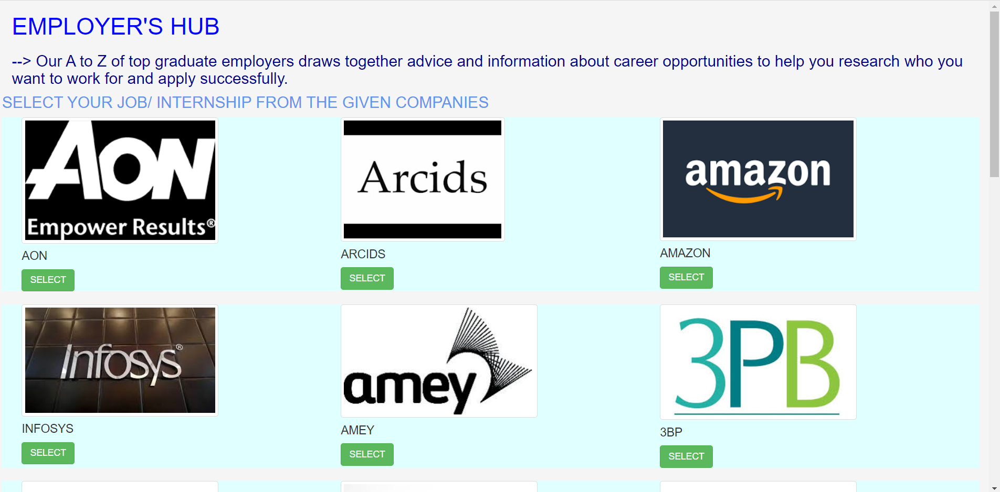 EMPLOYER'S HUB
--> Our A to Z of top graduate employers draws together advice and information about career opportunities to help you research who you
want to work for and apply successfully.
SELECT YOUR JOB/ INTERNSHIP FROM THE GIVEN COMPANIES
AON
Empower Results®
Arcids
amazon
AON
ARCIDS
AMAZON
SELECT
SELECT
SELECT
Infosys®
amey
3PB
INFOSYS
AMEY
3BP
SELECT
SELECT
SELECT